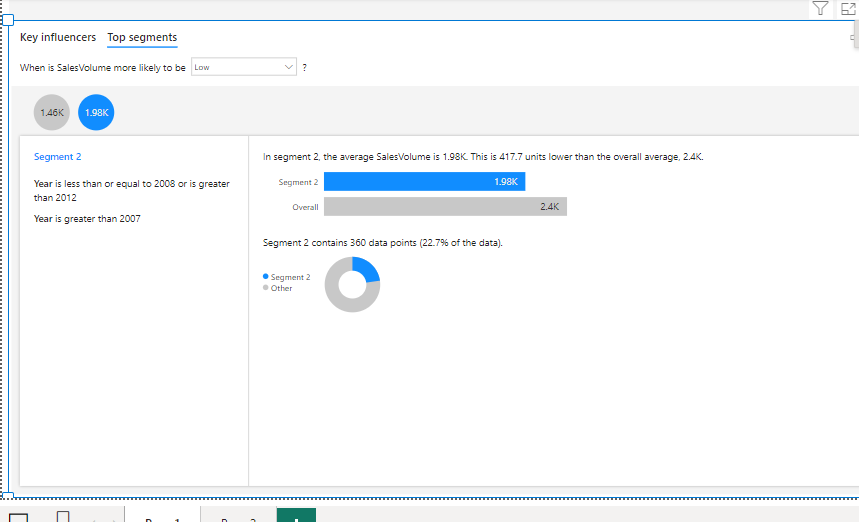 Key influencers Top segments
When is SalesVolume more likely to be Low ?
1.46K 1.98K
Segment 2
Year is less than or equal to 2008 or is greater
than 2012
Year is greater than 2007
In segment 2, the average SalesVolume is 1.98K. This is 417.7 units lower than the overall average, 2.4K.
Segment 2 1.98K
Overall 2.4K
Segment 2 contains 360 data points (22.7% of the data).
Segment 2
Other